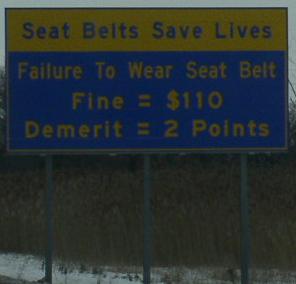 Seat Belts Save Lives
Failure To Wear Seat Belt
Fine = $110
Demerit = 2 Points